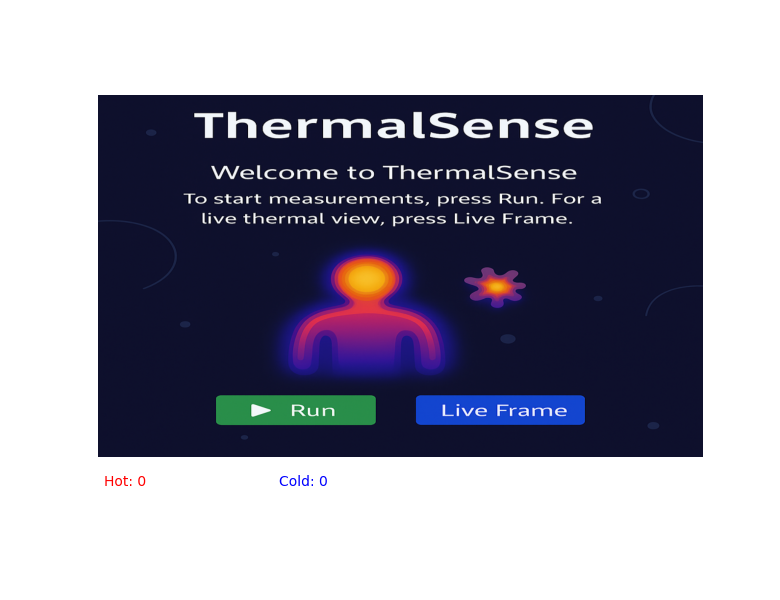 ThermalSense
Welcome to ThermalSense
To start measurements, press Run. For a
live thermal view, press Live Frame.
Run
Live Frame
Hot: 0
Cold: 0